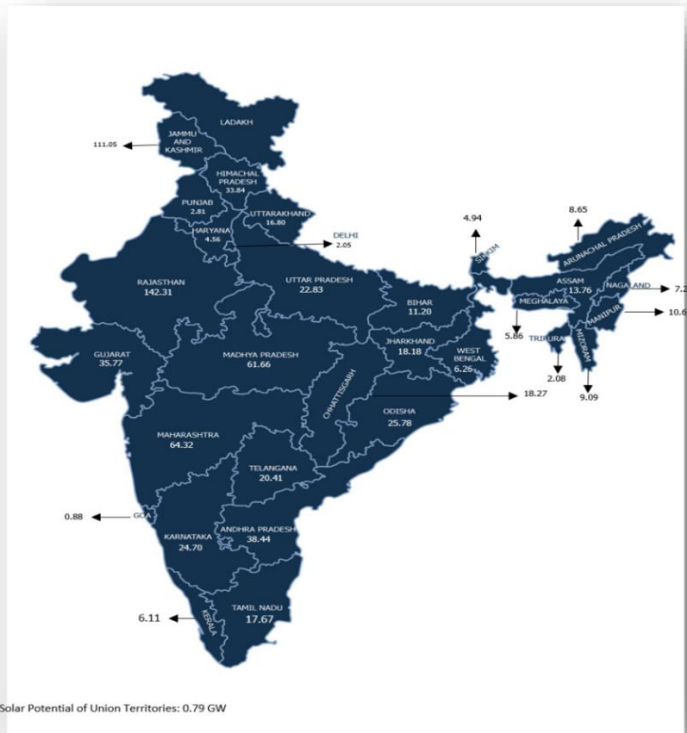 LADAKH
JAMMU
AND
KASHMIR
111.05
HIMACHAL
PRADESH
33.84
PUNJAB
2.81
UTTARAKHAND
16.80
HARYANA
4.56
DELHI
2.05
4.94
SIKKIM
8.65
ARUNACHAL PRADESH
RAJASTHAN
142.31
UTTAR PRADESH
22.83
BIHAR
11.20
ASSAM
13.76
NAGALAND
7.2
MEGHALAYA
5.86
MANIPUR
10.6
TRIPURA
2.08
MIZORAM
9.09
GUJARAT
35.77
MADHYA PRADESH
61.66
JHARKHAND
18.18
WEST
BENGAL
6.26
CHHATTISGARH
18.27
ODISHA
25.78
MAHARASHTRA
64.32
TELANGANA
20.41
0.88
GOA
KARNATAKA
24.70
ANDHRA PRADESH
38.44
6.11
KERALA
TAMIL NADU
17.67
Solar Potential of Union Territories: 0.79 GW